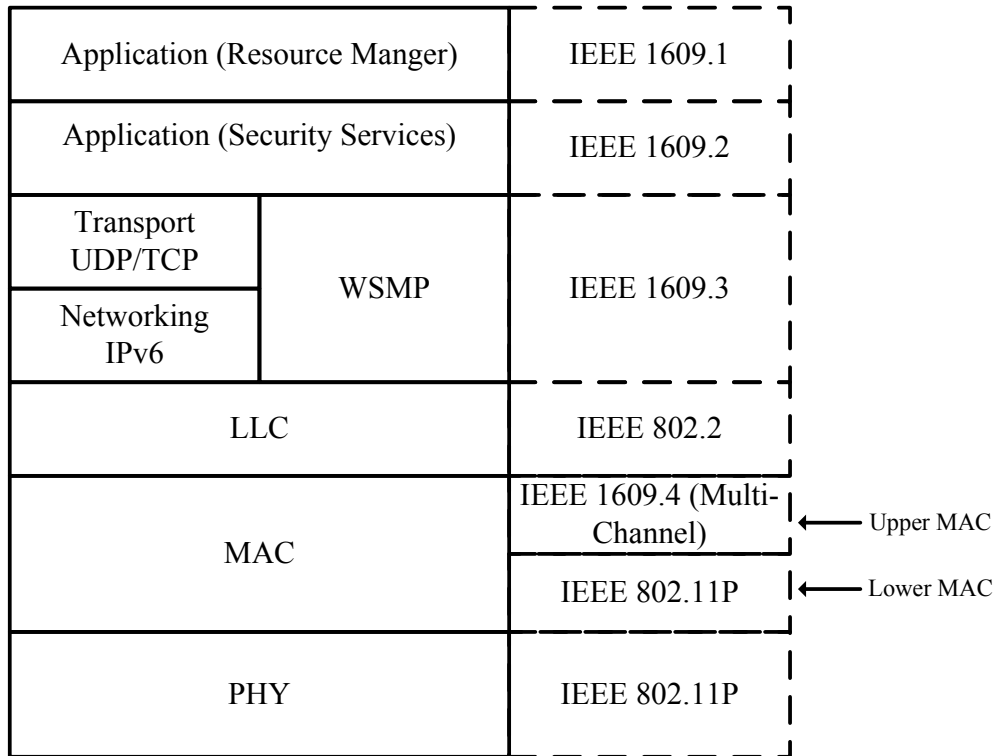 Application (Resource Manger)
IEEE 1609.1
Application (Security Services)
IEEE 1609.2
Transport
UDP/TCP
WSMP
IEEE 1609.3
Networking
IPv6
LLC
IEEE 802.2
MAC
IEEE 1609.4 (Multi-
Channel)
Upper MAC
IEEE 802.11P
Lower MAC
PHY
IEEE 802.11P